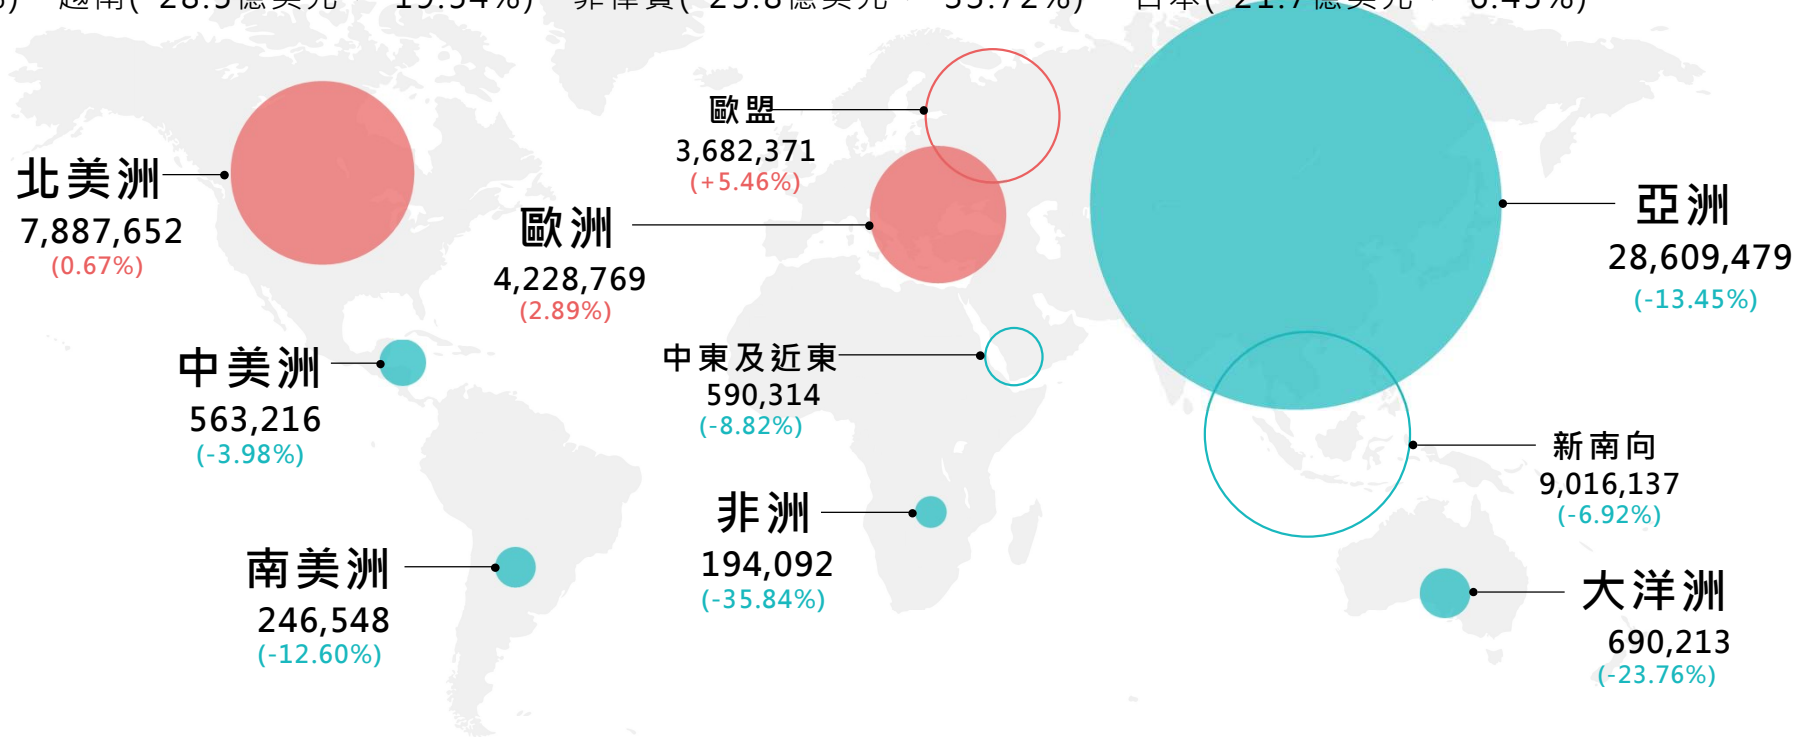 北美洲
7,887,652
(0.67%)
歐盟
3,682,371
(+5.46%)
歐洲
4,228,769
(2.89%)
亞洲
28,609,479
(-13.45%)
中美洲
563,216
(-3.98%)
中東及近東
590,314
(-8.82%)
新南向
9,016,137
(-6.92%)
南美洲
246,548
(-12.60%)
非洲
194,092
(-35.84%)
大洋洲
690,213
(-23.76%)